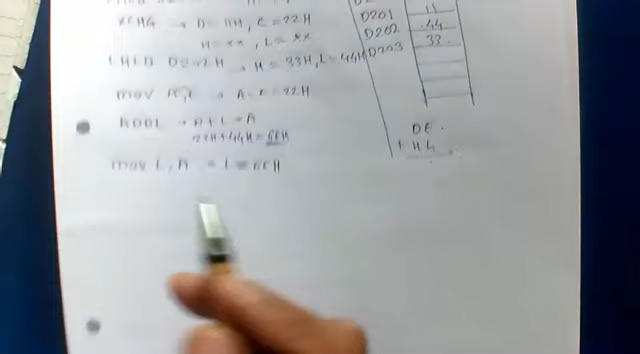 XCHG → D = 11H, E = 22H
H = xx, L = xx
LHLD D202H → H = 33H, L = 44H
MOV A, E → A = E = 22H
ADD L → A + L = A
22H + 44H = 66H
MOV L, A = L = 66H
D201 11
D202 44
D203 33
DE
+ HL